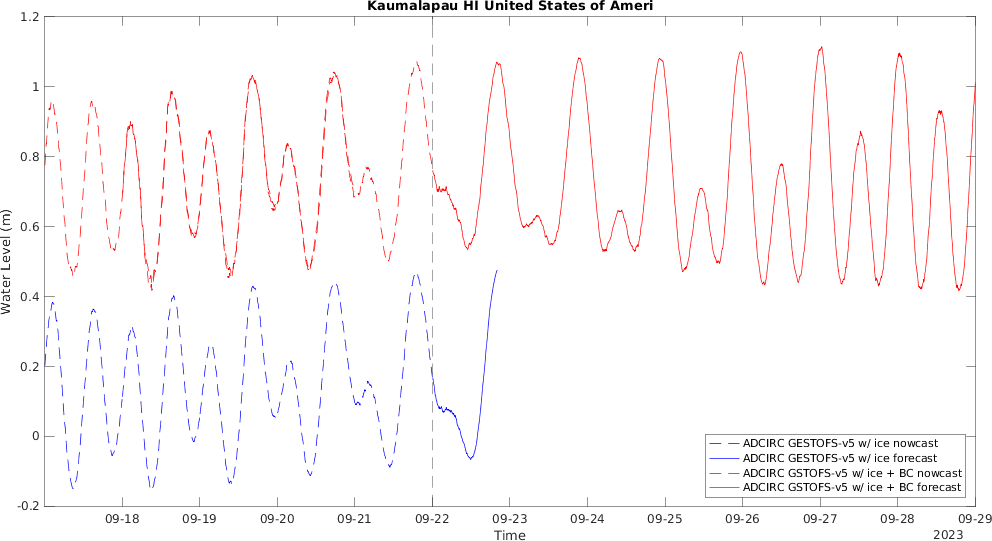 Kaumalapau HI United States of Ameri
1.2
1
0.8
0.6
0.4
0.2
0
-0.2
Water Level (m)
09-18 09-19 09-20 09-21 09-22 09-23 09-24 09-25 09-26 09-27 09-28 09-29
Time
2023
ADCIRC GESTOFS-v5 w/ ice nowcast
ADCIRC GESTOFS-v5 w/ ice forecast
ADCIRC GSTOFS-v5 w/ ice + BC nowcast
ADCIRC GSTOFS-v5 w/ ice + BC forecast